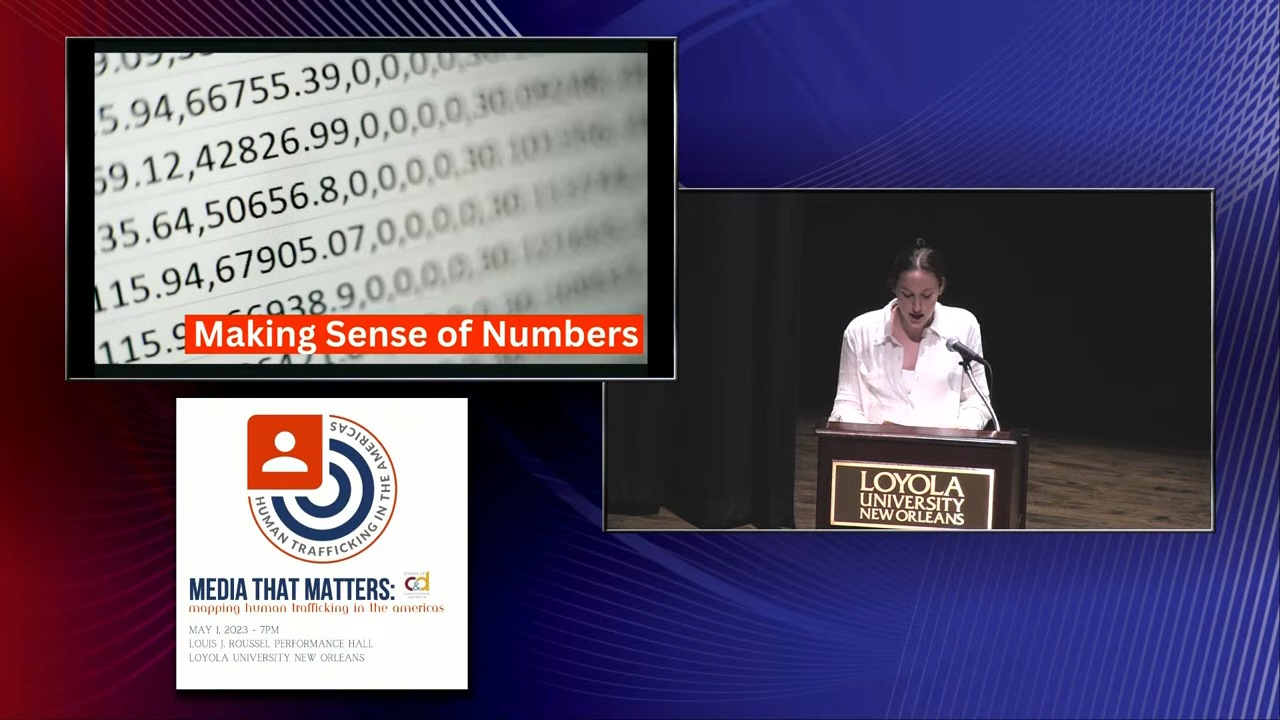 5.94,66755.39,0,0,0,0
59.12,42826.99,0,0,0,0,30
35.64,50656.8,0,0,0,0,30
115.94,67905.07,0,0,0,0
Making Sense of Numbers
HUMAN TRAFFICKING IN THE AMERICAS
MEDIA THAT MATTERS:
c&d
mapping human trafficking in the americas
MAY 1, 2023 - 7PM
LOUIS J. ROUSSEL PERFORMANCE HALL
LOYOLA UNIVERSITY NEW ORLEANS
LOYOLA
UNIVERSITY
NEW ORLEANS